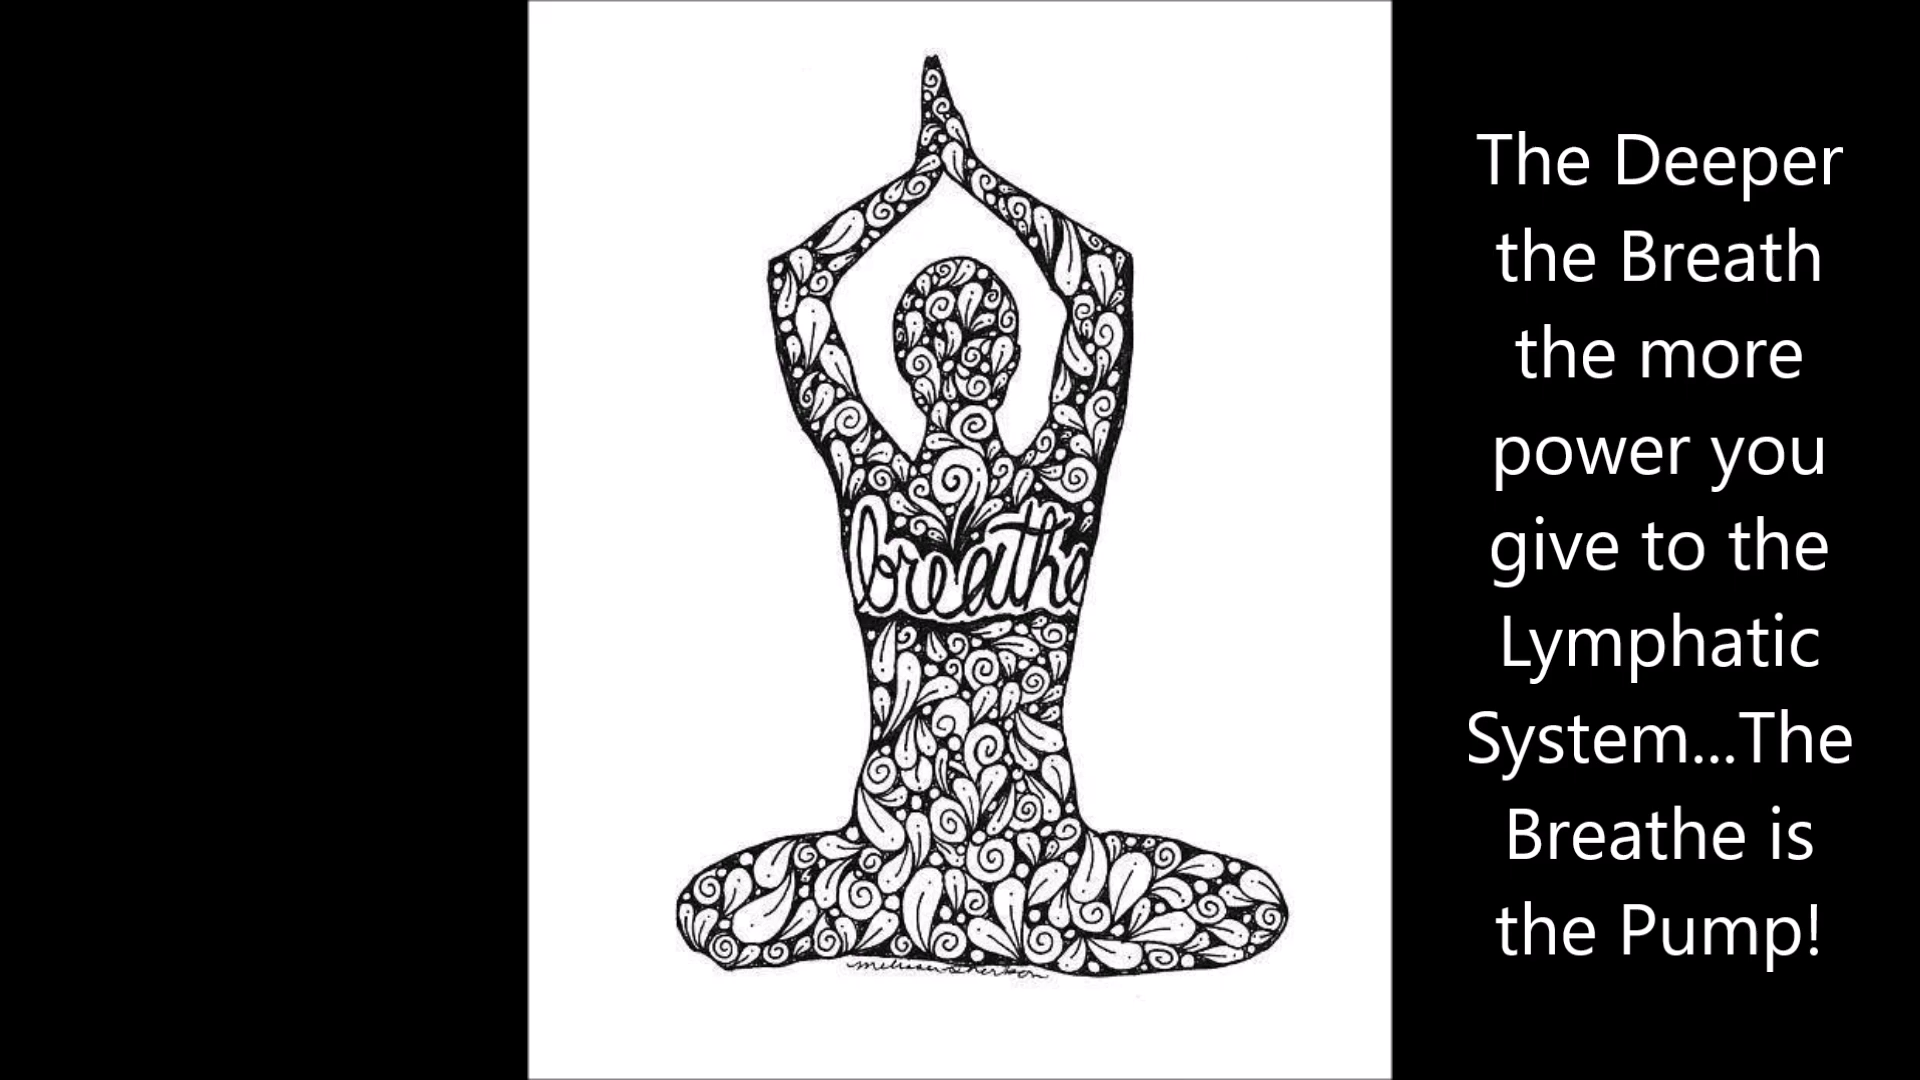 breathe
The Deeper
the Breath
the more
power you
give to the
Lymphatic
System...The
Breathe is
the Pump!